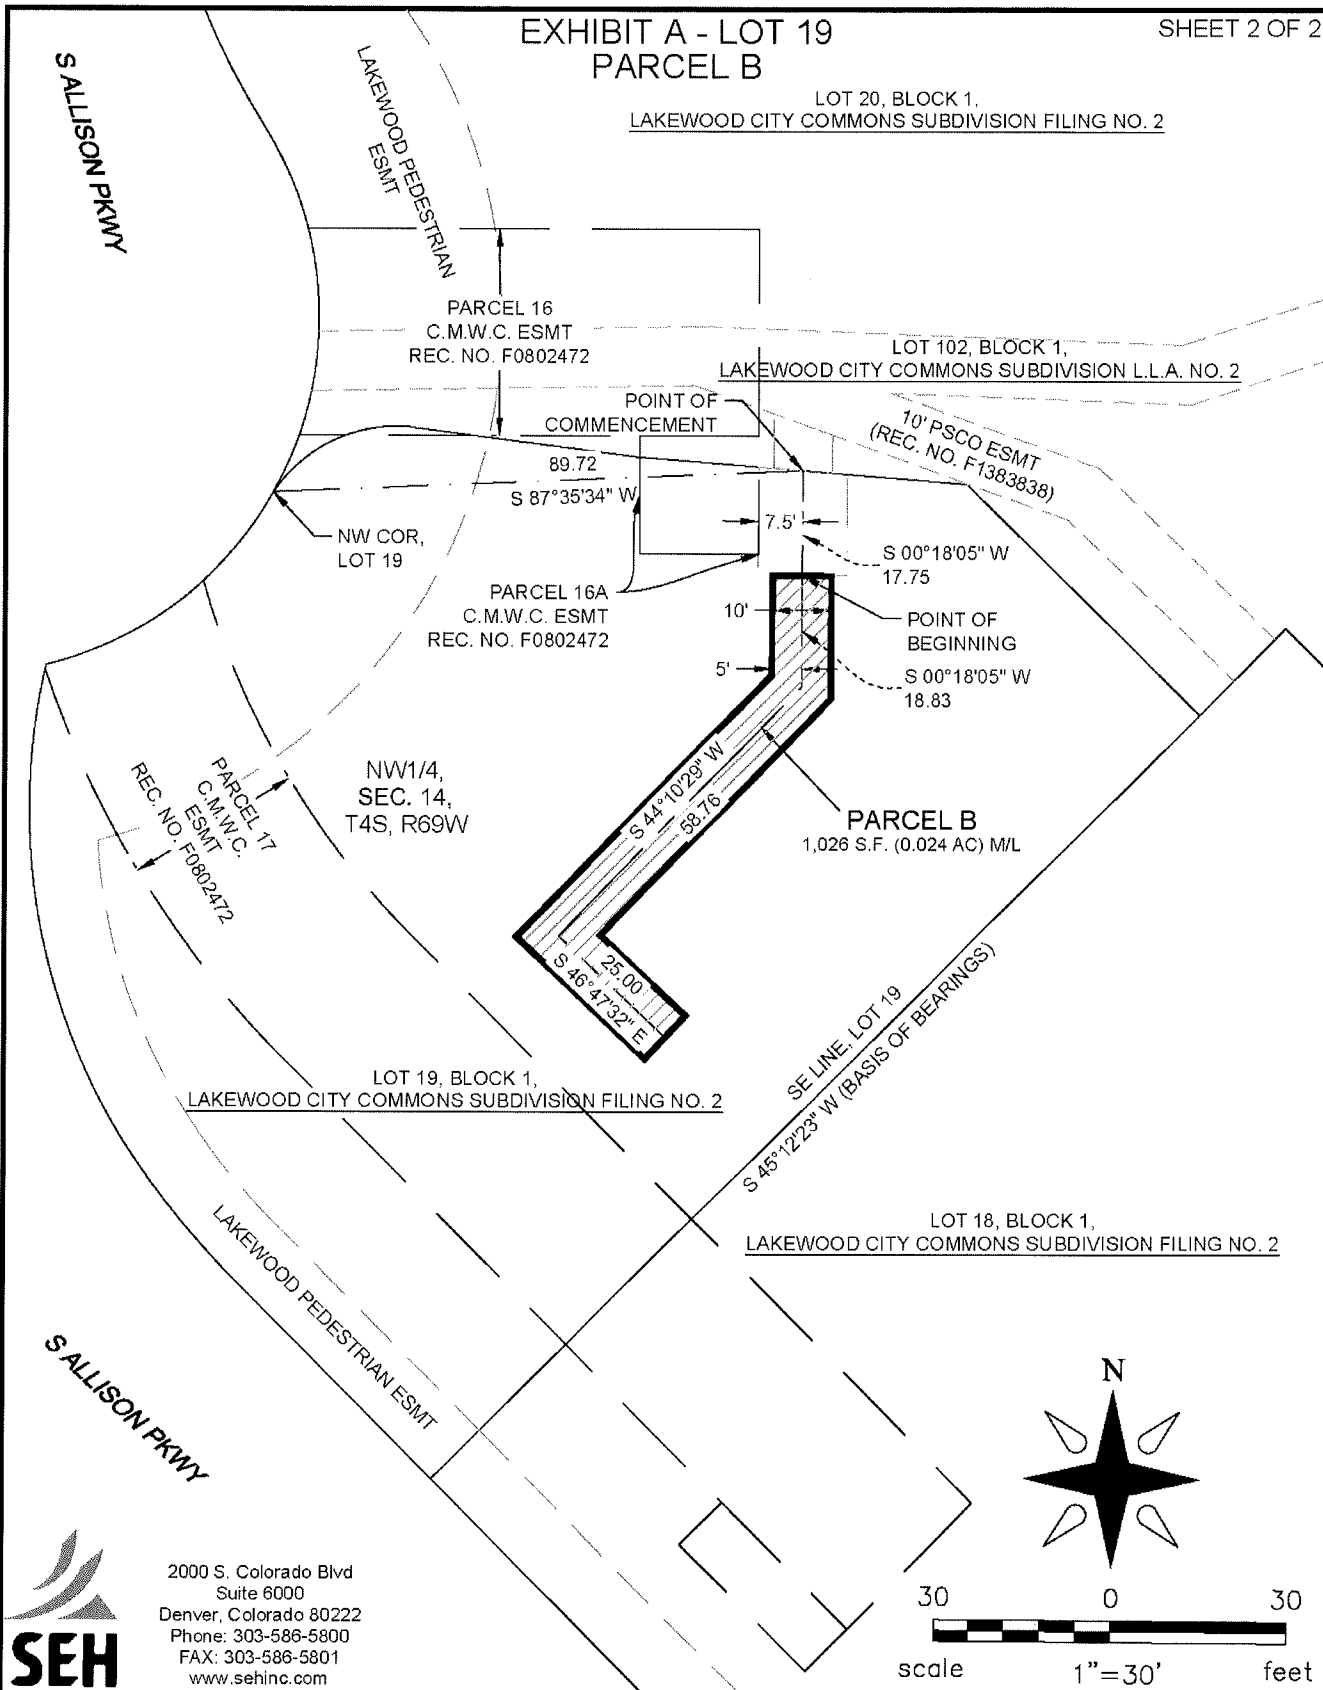 EXHIBIT A - LOT 19
PARCEL B
SHEET 2 OF 2
S ALLISON PKWY
LAKEWOOD PEDESTRIAN
ESMT
LOT 20, BLOCK 1,
LAKEWOOD CITY COMMONS SUBDIVISION FILING NO. 2
PARCEL 16
C.M.W.C. ESMT
REC. NO. F0802472
LOT 102, BLOCK 1,
LAKEWOOD CITY COMMONS SUBDIVISION L.L.A. NO. 2
POINT OF
COMMENCEMENT
10' PSCO ESMT
(REC. NO. F1383838)
89.72
S 87°35'34" W
NW COR,
LOT 19
7.5'
S 00°18'05" W
17.75
PARCEL 16A
C.M.W.C. ESMT
REC. NO. F0802472
10'
POINT OF
BEGINNING
5'
S 00°18'05" W
18.83
PARCEL 17
C.M.W.C.
ESMT
REC. NO. F0802472
NW1/4,
SEC. 14,
T4S, R69W
S 44°10'29" W
58.76
PARCEL B
1,026 S.F. (0.024 AC) M/L
25.00
S 46°47'32" E
SE LINE, LOT 19
S 45°12'23" W (BASIS OF BEARINGS)
LOT 19, BLOCK 1,
LAKEWOOD CITY COMMONS SUBDIVISION FILING NO. 2
LOT 18, BLOCK 1,
LAKEWOOD CITY COMMONS SUBDIVISION FILING NO. 2
LAKEWOOD PEDESTRIAN ESMT
S ALLISON PKWY
N
SEH
2000 S. Colorado Blvd
Suite 6000
Denver, Colorado 80222
Phone: 303-586-5800
FAX: 303-586-5801
www.sehinc.com
30 0 30
scale 1"=30' feet